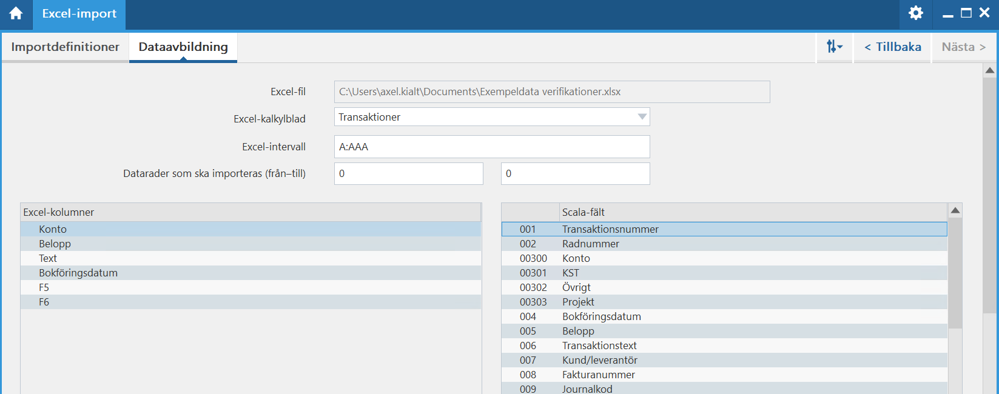 Excel-import
Importdefinitioner Dataavbildning < Tillbaka Nästa >
Excel-fil C:\Users\axel.kialt\Documents\Exempeldata verifikationer.xlsx
Excel-kalkylblad Transaktioner
Excel-intervall A:AAA
Datarader som ska importeras (från–till) 0 0
Excel-kolumner
Konto
Belopp
Text
Bokföringsdatum
F5
F6
Scala-fält
001 Transaktionsnummer
002 Radnummer
00300 Konto
00301 KST
00302 Övrigt
00303 Projekt
004 Bokföringsdatum
005 Belopp
006 Transaktionstext
007 Kund/leverantör
008 Fakturanummer
009 Journalkod